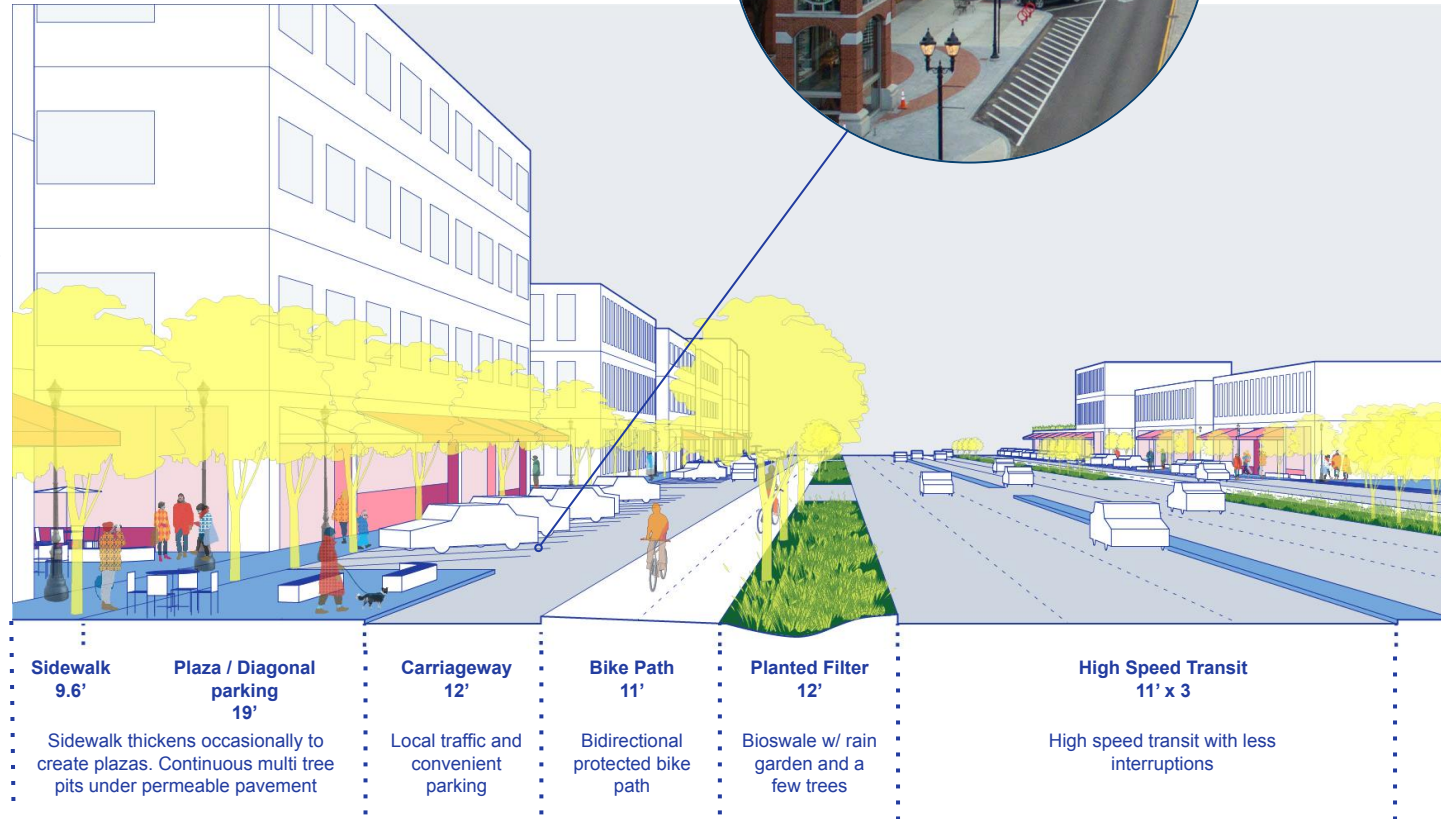 Sidewalk
9.6’
Plaza / Diagonal
parking
19’
Sidewalk thickens occasionally to
create plazas. Continuous multi tree
pits under permeable pavement
Carriageway
12’
Local traffic and
convenient
parking
Bike Path
11’
Bidirectional
protected bike
path
Planted Filter
12’
Bioswale w/ rain
garden and a
few trees
High Speed Transit
11’ x 3
High speed transit with less
interruptions